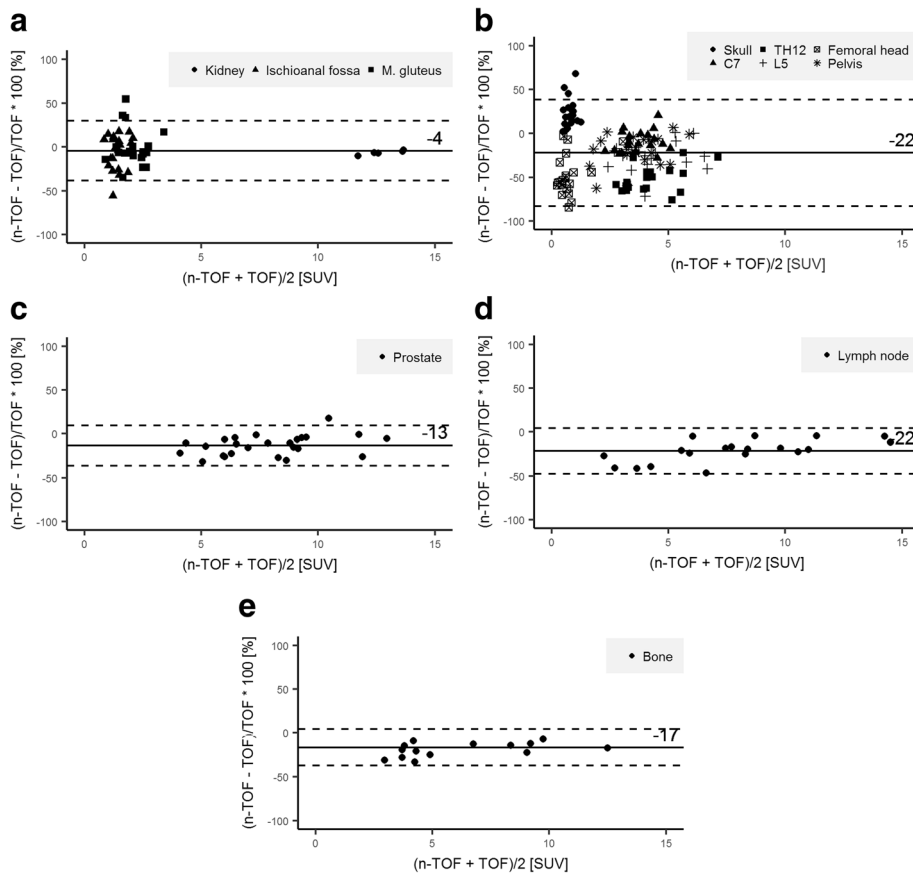 a
(n-TOF - TOF)/TOF * 100 [%]
100
50
0
-50
-100
Kidney Ischioanal fossa M. gluteus
-4
0 5 10 15
(n-TOF + TOF)/2 [SUV]
b
(n-TOF - TOF)/TOF * 100 [%]
100
50
0
-50
-100
Skull TH12 Femoral head
C7 L5 Pelvis
-22
0 5 10 15
(n-TOF + TOF)/2 [SUV]
c
(n-TOF - TOF)/TOF * 100 [%]
100
50
0
-50
-100
Prostate
-13
0 5 10 15
(n-TOF + TOF)/2 [SUV]
d
(n-TOF - TOF)/TOF * 100 [%]
100
50
0
-50
-100
Lymph node
-22
0 5 10 15
(n-TOF + TOF)/2 [SUV]
e
(n-TOF - TOF)/TOF * 100 [%]
100
50
0
-50
-100
Bone
-17
0 5 10 15
(n-TOF + TOF)/2 [SUV]